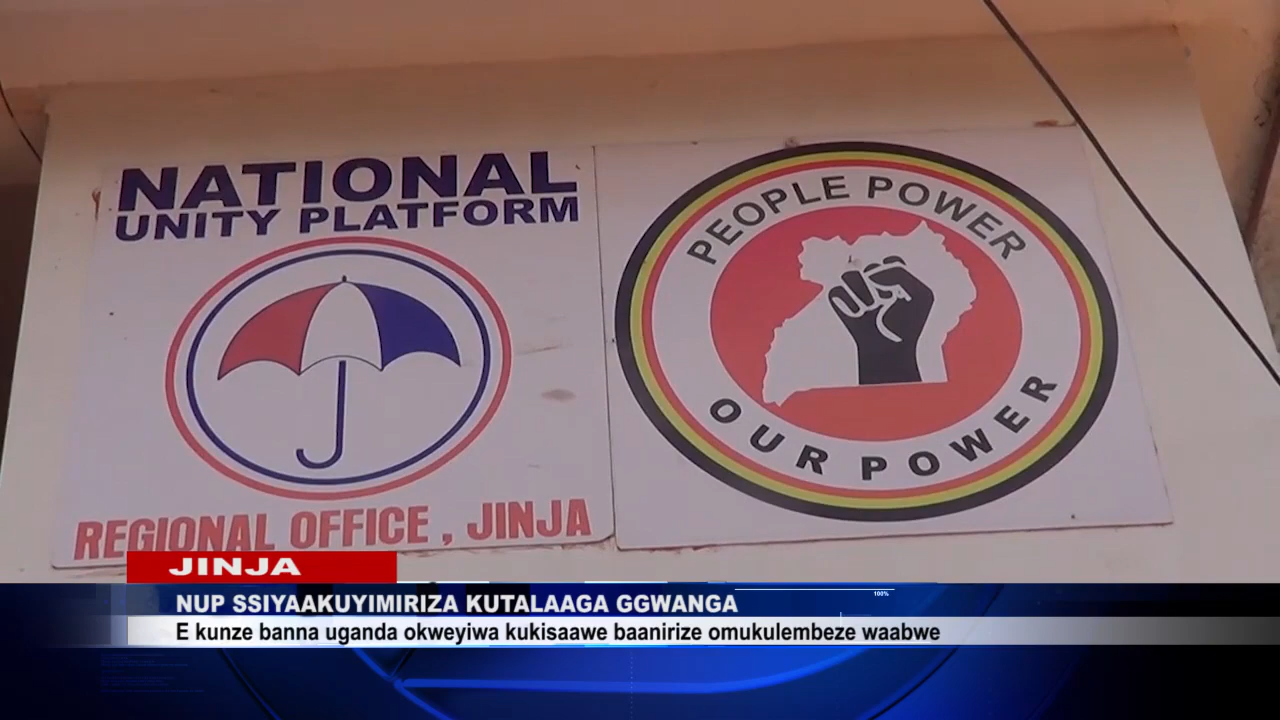 NATIONAL
UNITY PLATFORM
REGIONAL OFFICE , JINJA
PEOPLE POWER
OUR POWER
JINJA
NUP SSIYAAKUYIMIRIZA KUTALAAGA GGWANGA
100%
E kunze banna uganda okweyiwa kukisaawe baanirize omukulembeze waabwe